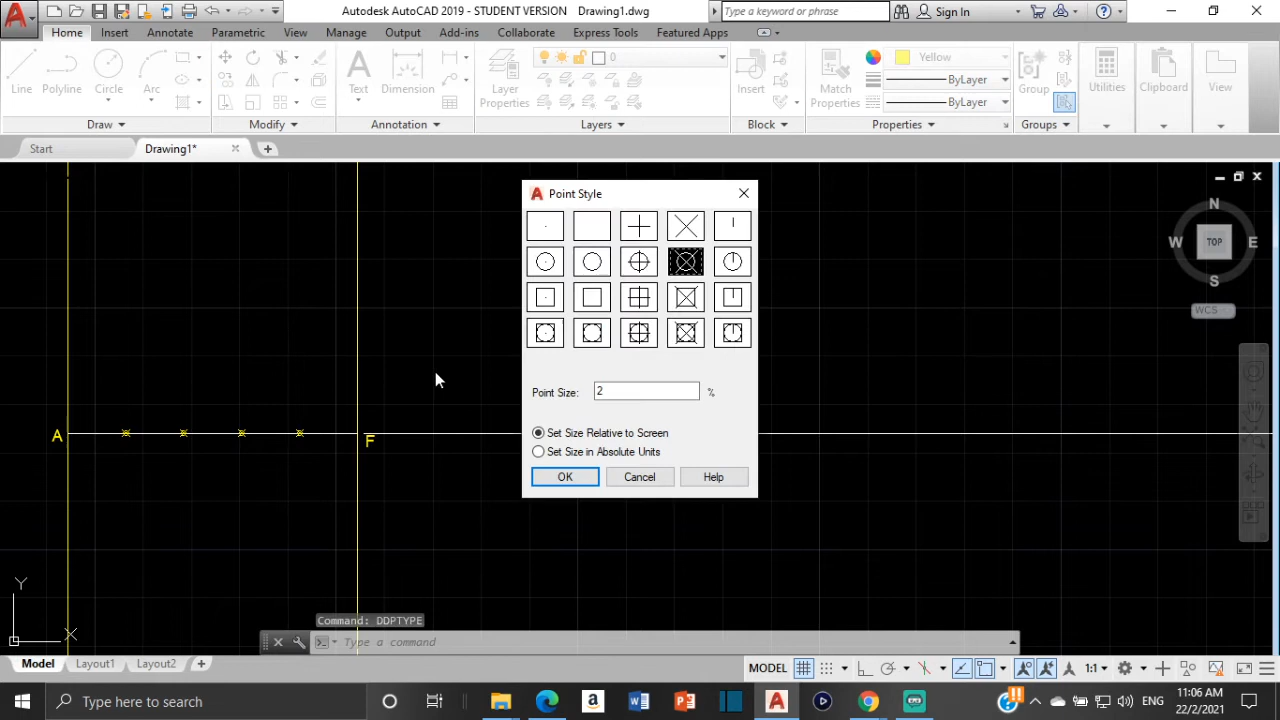 Autodesk AutoCAD 2019 - STUDENT VERSION Drawing1.dwg
Type a keyword or phrase
Sign In
Home Insert Annotate Parametric View Manage Output Add-ins Collaborate Express Tools Featured Apps
Line Polyline Circle Arc
Draw
Modify
Text Dimension
Annotation
Layer Properties
0
Layers
Insert
Block
Match Properties
Yellow
ByLayer
ByLayer
Properties
Group
Groups
Utilities
Clipboard
View
Start Drawing1*
Point Style
Point Size: 2 %
Set Size Relative to Screen
Set Size in Absolute Units
OK Cancel Help
N
W TOP E
S
WCS
A F
Y
X
Command: DDPTYPE
Type a command
Model Layout1 Layout2
MODEL 1:1
Type here to search
ENG
11:06 AM
22/2/2021